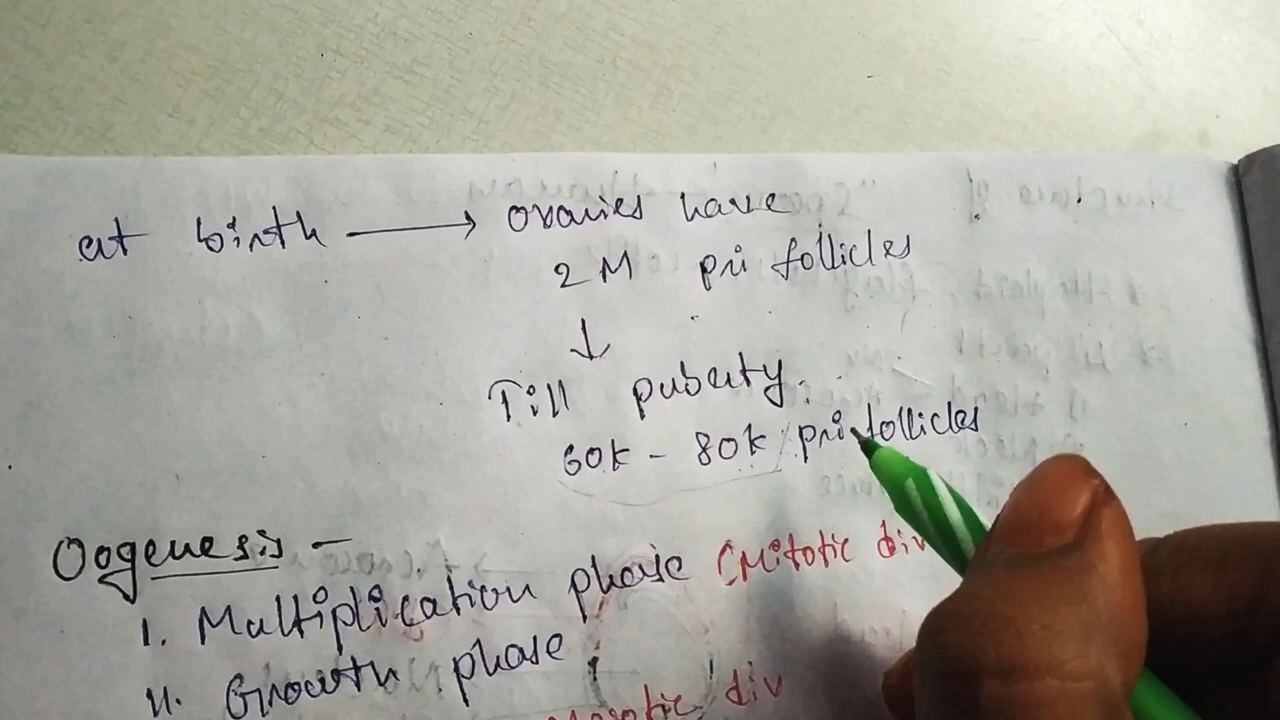 at birth → ovaries have
2M pri follicles
↓
Till puberty.
60k - 80k pri follicles
Oogenesis -
I. Multiplication phase (Mitotic div
II. Growth phase
div